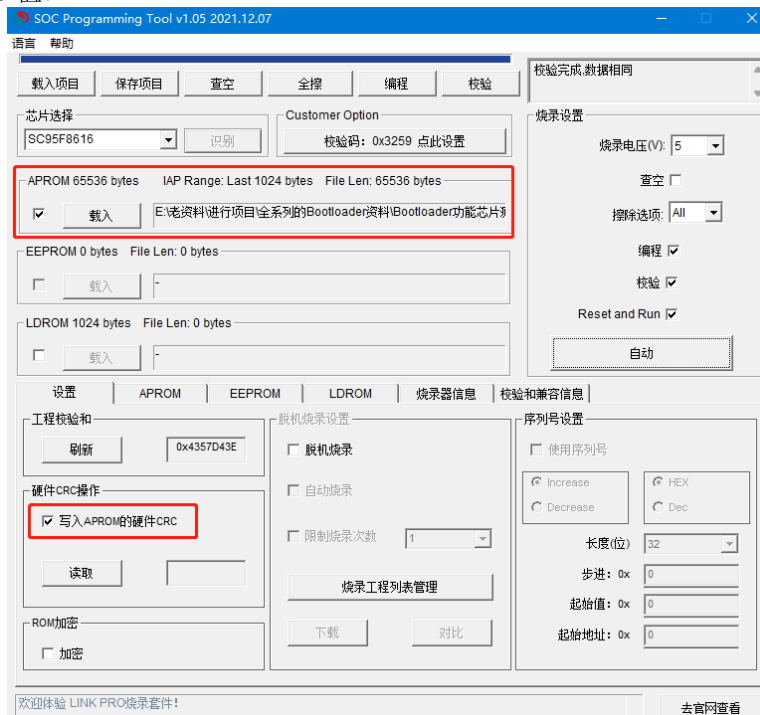 SOC Programming Tool v1.05 2021.12.07
语言 帮助
载入项目 保存项目 查空 全擦 编程 校验
校验完成,数据相同
芯片选择
SC95F8616 识别
Customer Option
校验码：0x3259 点此设置
APROM 65536 bytes IAP Range: Last 1024 bytes File Len: 65536 bytes
载入 E:\老资料\进行项目\全系列的Bootloader资料\Bootloader功能芯片
EEPROM 0 bytes File Len: 0 bytes
载入 -
LDROM 1024 bytes File Len: 0 bytes
载入 -
烧录设置
烧录电压(V): 5
查空
擦除选项: All
编程
校验
Reset and Run
自动
设置 APROM EEPROM LDROM 烧录器信息 校验和兼容信息
工程校验和
刷新 0x4357D43E
硬件CRC操作
写入APROM的硬件CRC
读取
ROM加密
加密
脱机烧录设置
脱机烧录
自动烧录
限制烧录次数 1
烧录工程列表管理
下载 对比
序列号设置
使用序列号
Increase HEX
Decrease Dec
长度(位) 32
步进：0x 0
起始值：0x 0
起始地址：0x 0
欢迎体验 LINK PRO烧录套件!
去官网查看